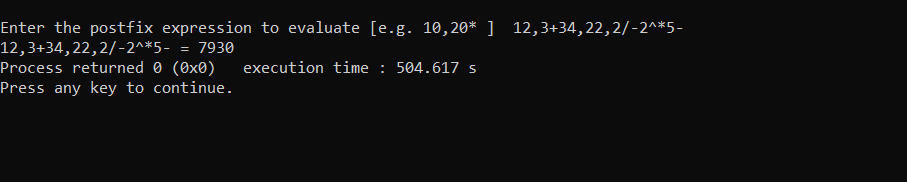 Enter the postfix expression to evaluate [e.g. 10,20* ]  12,3+34,22,2/-2^*5-
12,3+34,22,2/-2^*5- = 7930
Process returned 0 (0x0)   execution time : 504.617 s
Press any key to continue.